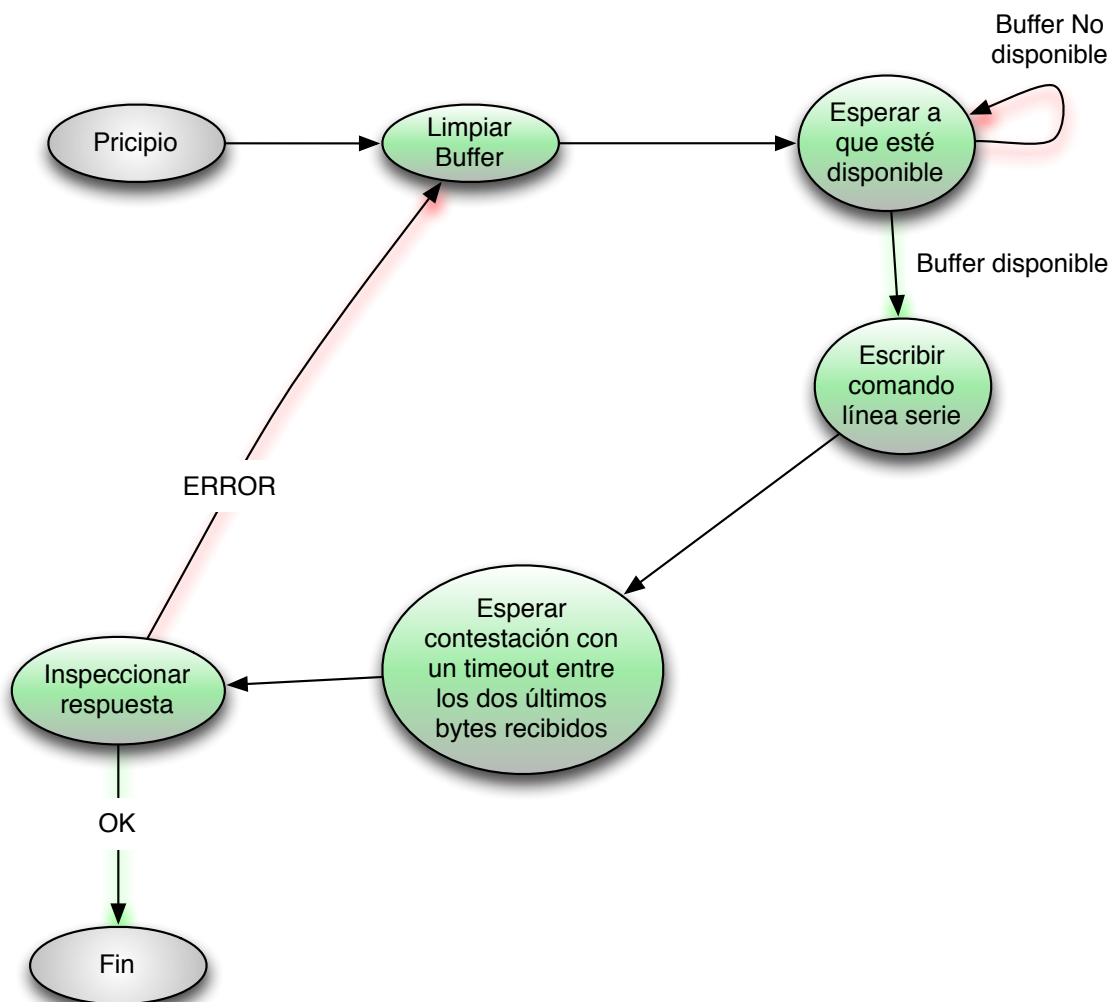 Buffer No
disponible
Pricipio
Limpiar
Buffer
Esperar a
que esté
disponible
Buffer disponible
Escribir
comando
línea serie
ERROR
Esperar
contestación con
un timeout entre
los dos últimos
bytes recibidos
Inspeccionar
respuesta
OK
Fin